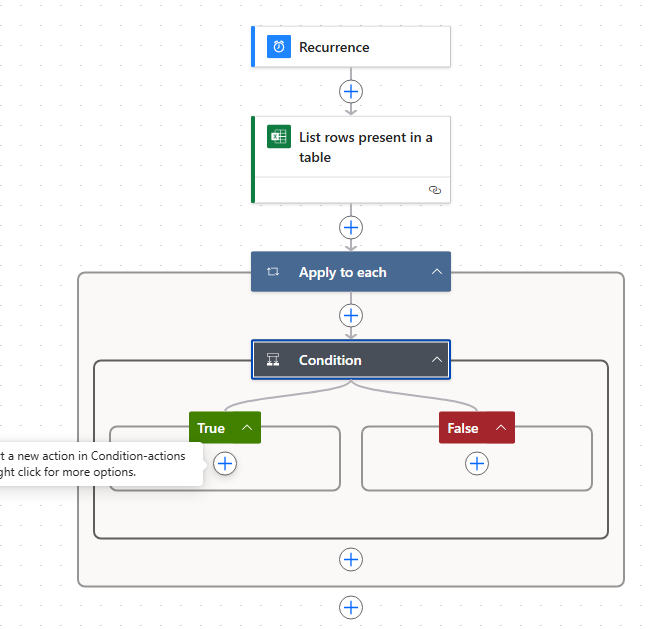 Recurrence
List rows present in a
table
Apply to each
Condition
True
False
t a new action in Condition-actions
ght click for more options.